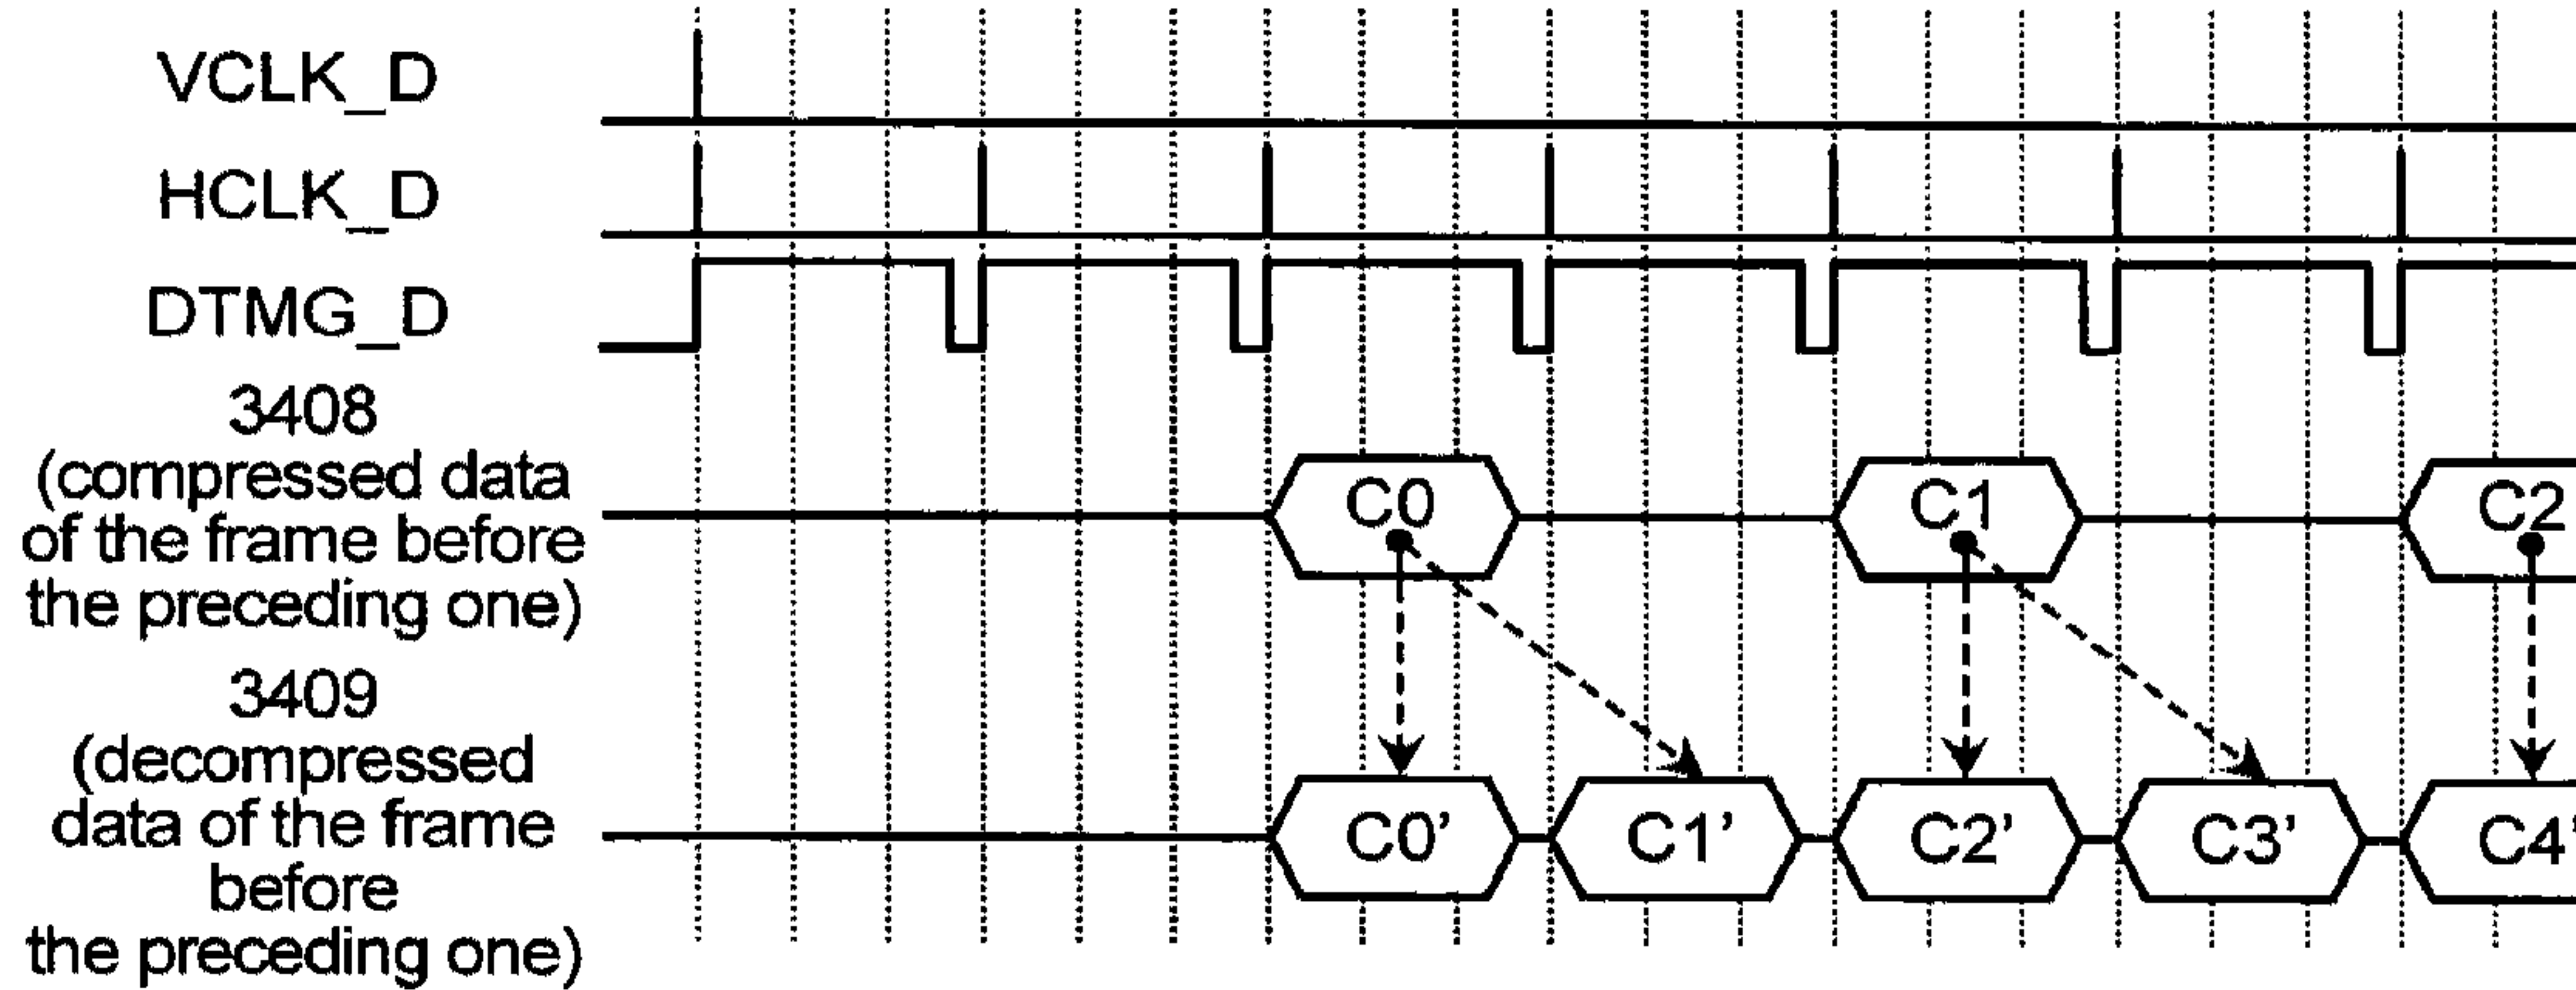 VCLK_D
HCLK_D
DTMG_D
3408
(compressed data
of the frame before
the preceding one)
C0
C1
C2
3409
(decompressed
data of the frame
before
the preceding one)
C0’
C1’
C2’
C3’
C4’